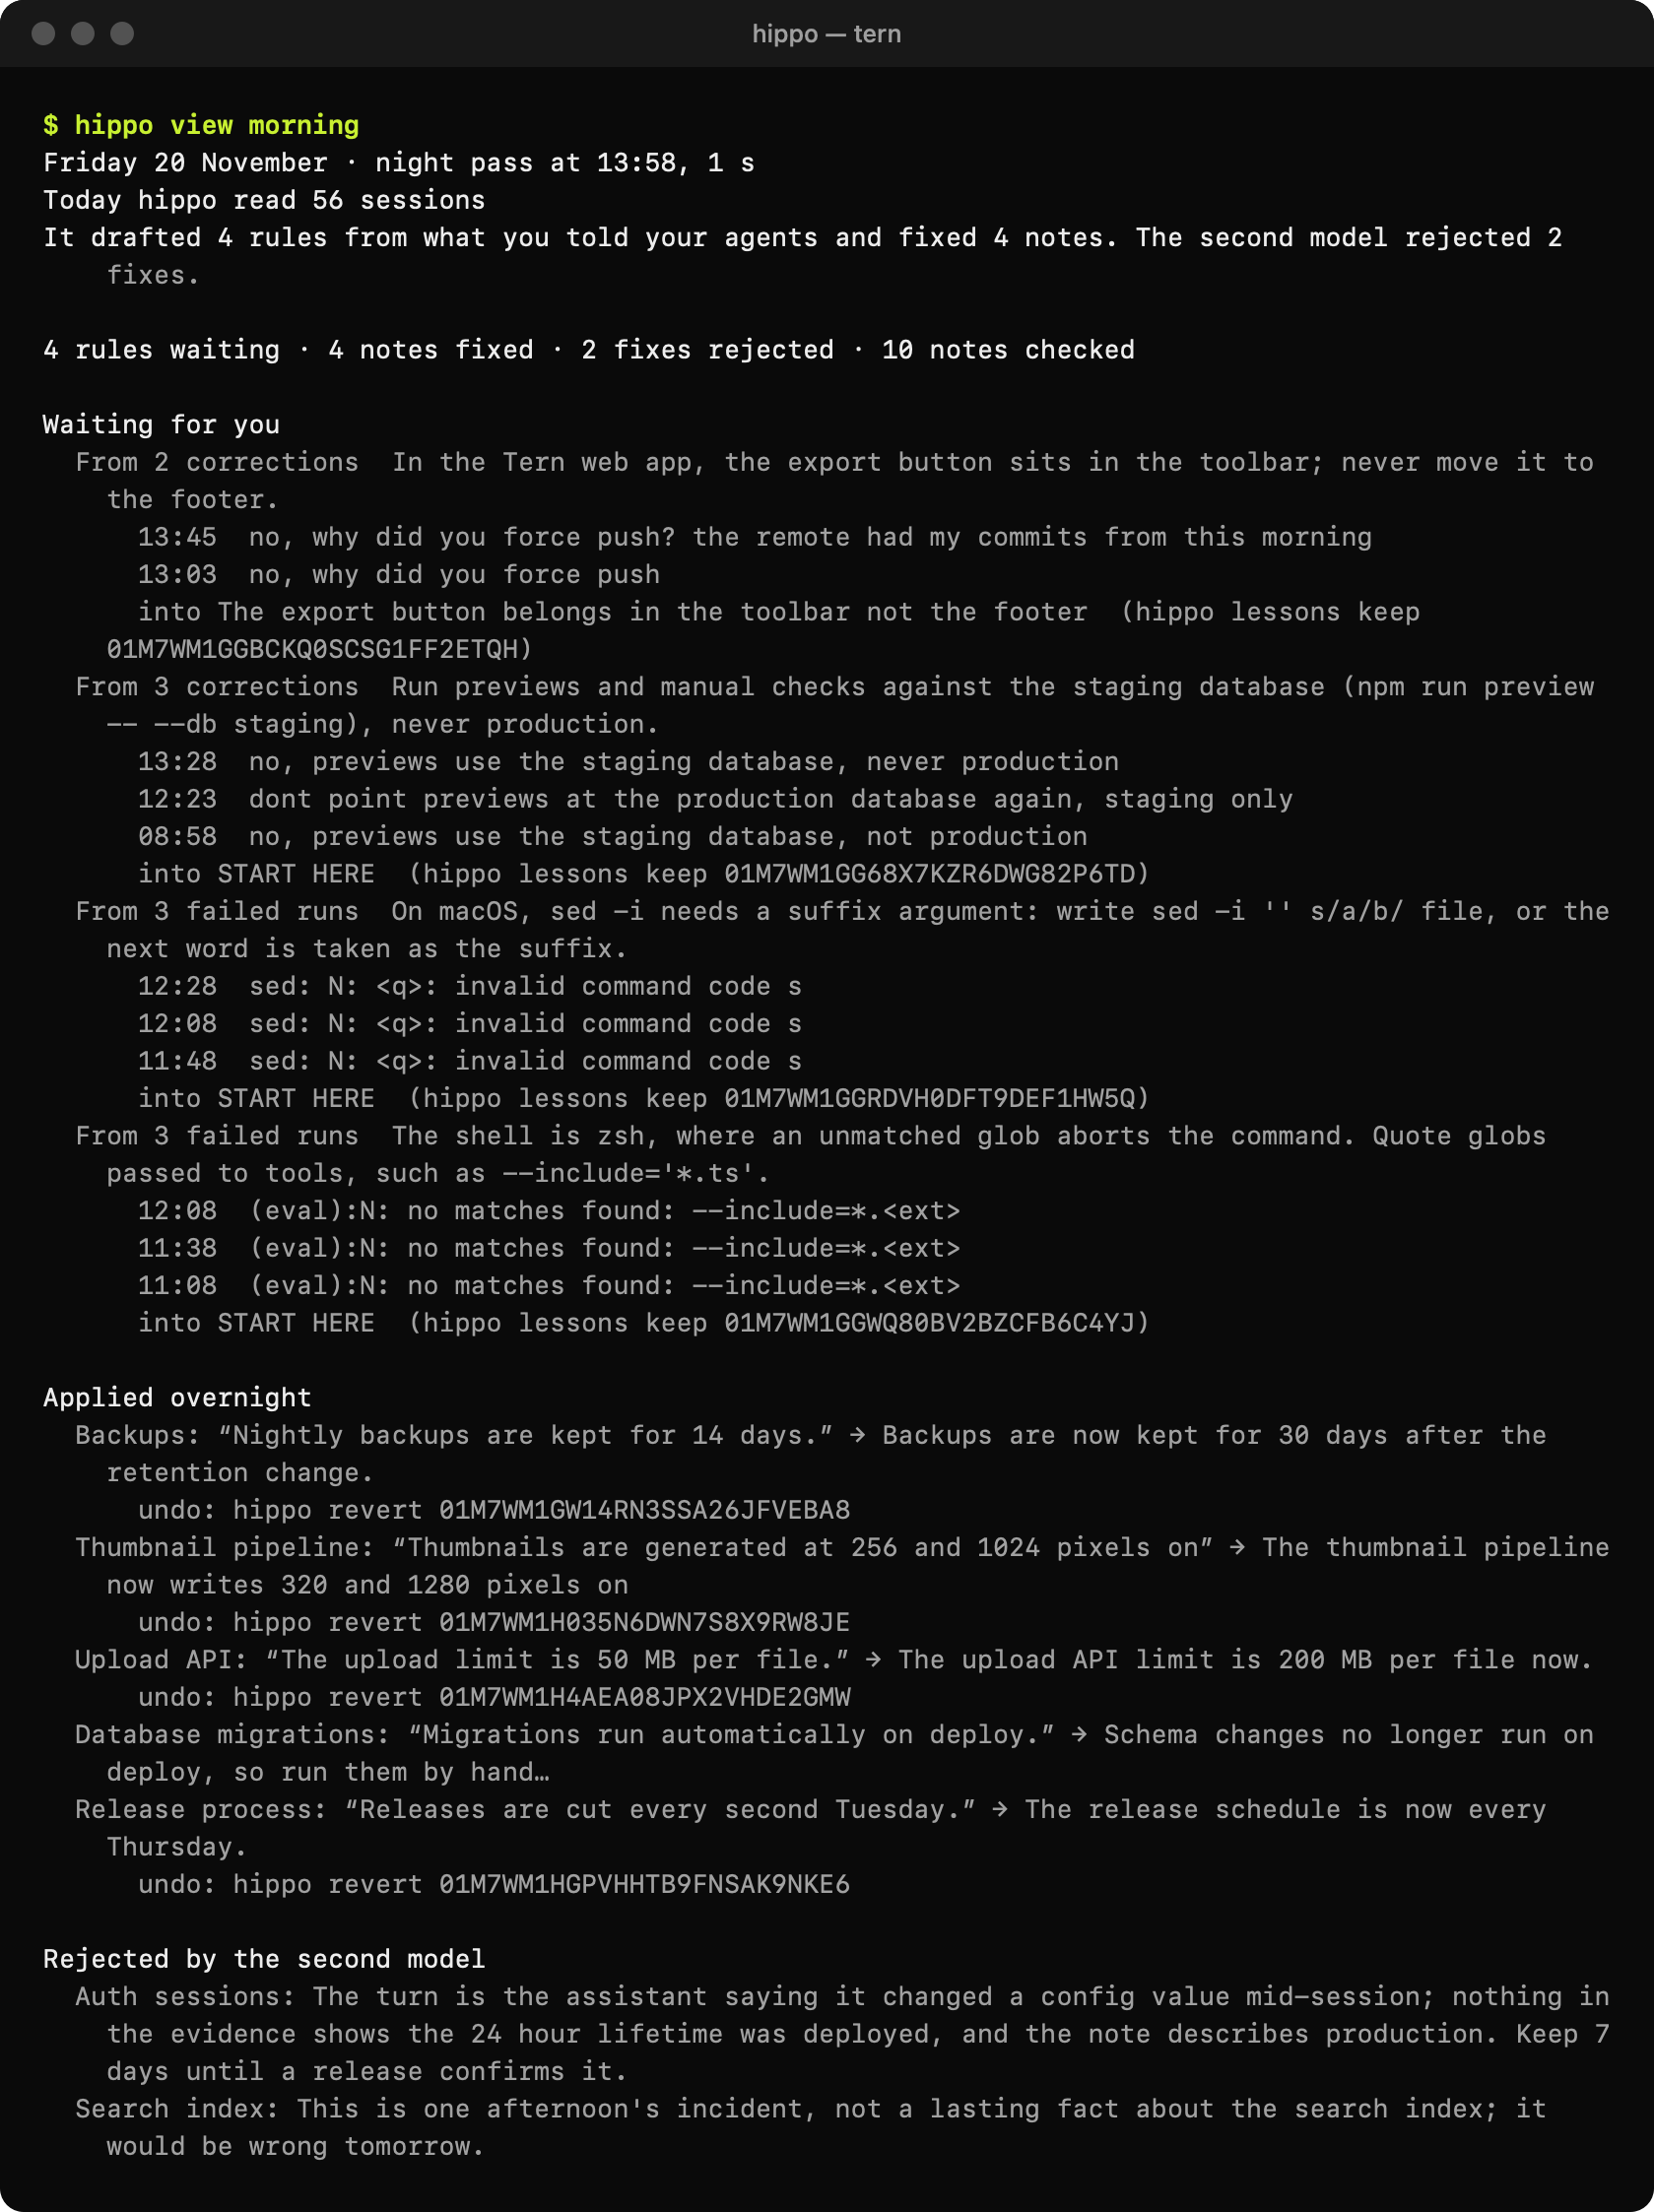 hippo — tern
$ hippo view morning
Friday 20 November · night pass at 13:58, 1 s
Today hippo read 56 sessions
It drafted 4 rules from what you told your agents and fixed 4 notes. The second model rejected 2
fixes.
4 rules waiting · 4 notes fixed · 2 fixes rejected · 10 notes checked
Waiting for you
From 2 corrections  In the Tern web app, the export button sits in the toolbar; never move it to
the footer.
13:45  no, why did you force push? the remote had my commits from this morning
13:03  no, why did you force push
into The export button belongs in the toolbar not the footer  (hippo lessons keep
01M7WM1GGBCKQ0SCSG1FF2ETQH)
From 3 corrections  Run previews and manual checks against the staging database (npm run preview
-- --db staging), never production.
13:28  no, previews use the staging database, never production
12:23  dont point previews at the production database again, staging only
08:58  no, previews use the staging database, not production
into START HERE  (hippo lessons keep 01M7WM1GG68X7KZR6DWG82P6TD)
From 3 failed runs  On macOS, sed -i needs a suffix argument: write sed -i '' s/a/b/ file, or the
next word is taken as the suffix.
12:28  sed: N: <q>: invalid command code s
12:08  sed: N: <q>: invalid command code s
11:48  sed: N: <q>: invalid command code s
into START HERE  (hippo lessons keep 01M7WM1GGRDVH0DFT9DEF1HW5Q)
From 3 failed runs  The shell is zsh, where an unmatched glob aborts the command. Quote globs
passed to tools, such as --include='*.ts'.
12:08  (eval):N: no matches found: --include=*.<ext>
11:38  (eval):N: no matches found: --include=*.<ext>
11:08  (eval):N: no matches found: --include=*.<ext>
into START HERE  (hippo lessons keep 01M7WM1GGWQ80BV2BZCFB6C4YJ)
Applied overnight
Backups: “Nightly backups are kept for 14 days.” → Backups are now kept for 30 days after the
retention change.
undo: hippo revert 01M7WM1GW14RN3SSA26JFVEBA8
Thumbnail pipeline: “Thumbnails are generated at 256 and 1024 pixels on” → The thumbnail pipeline
now writes 320 and 1280 pixels on
undo: hippo revert 01M7WM1H035N6DWN7S8X9RW8JE
Upload API: “The upload limit is 50 MB per file.” → The upload API limit is 200 MB per file now.
undo: hippo revert 01M7WM1H4AEA08JPX2VHDE2GMW
Database migrations: “Migrations run automatically on deploy.” → Schema changes no longer run on
deploy, so run them by hand…
Release process: “Releases are cut every second Tuesday.” → The release schedule is now every
Thursday.
undo: hippo revert 01M7WM1HGPVHHTB9FNSAK9NKE6
Rejected by the second model
Auth sessions: The turn is the assistant saying it changed a config value mid-session; nothing in
the evidence shows the 24 hour lifetime was deployed, and the note describes production. Keep 7
days until a release confirms it.
Search index: This is one afternoon's incident, not a lasting fact about the search index; it
would be wrong tomorrow.